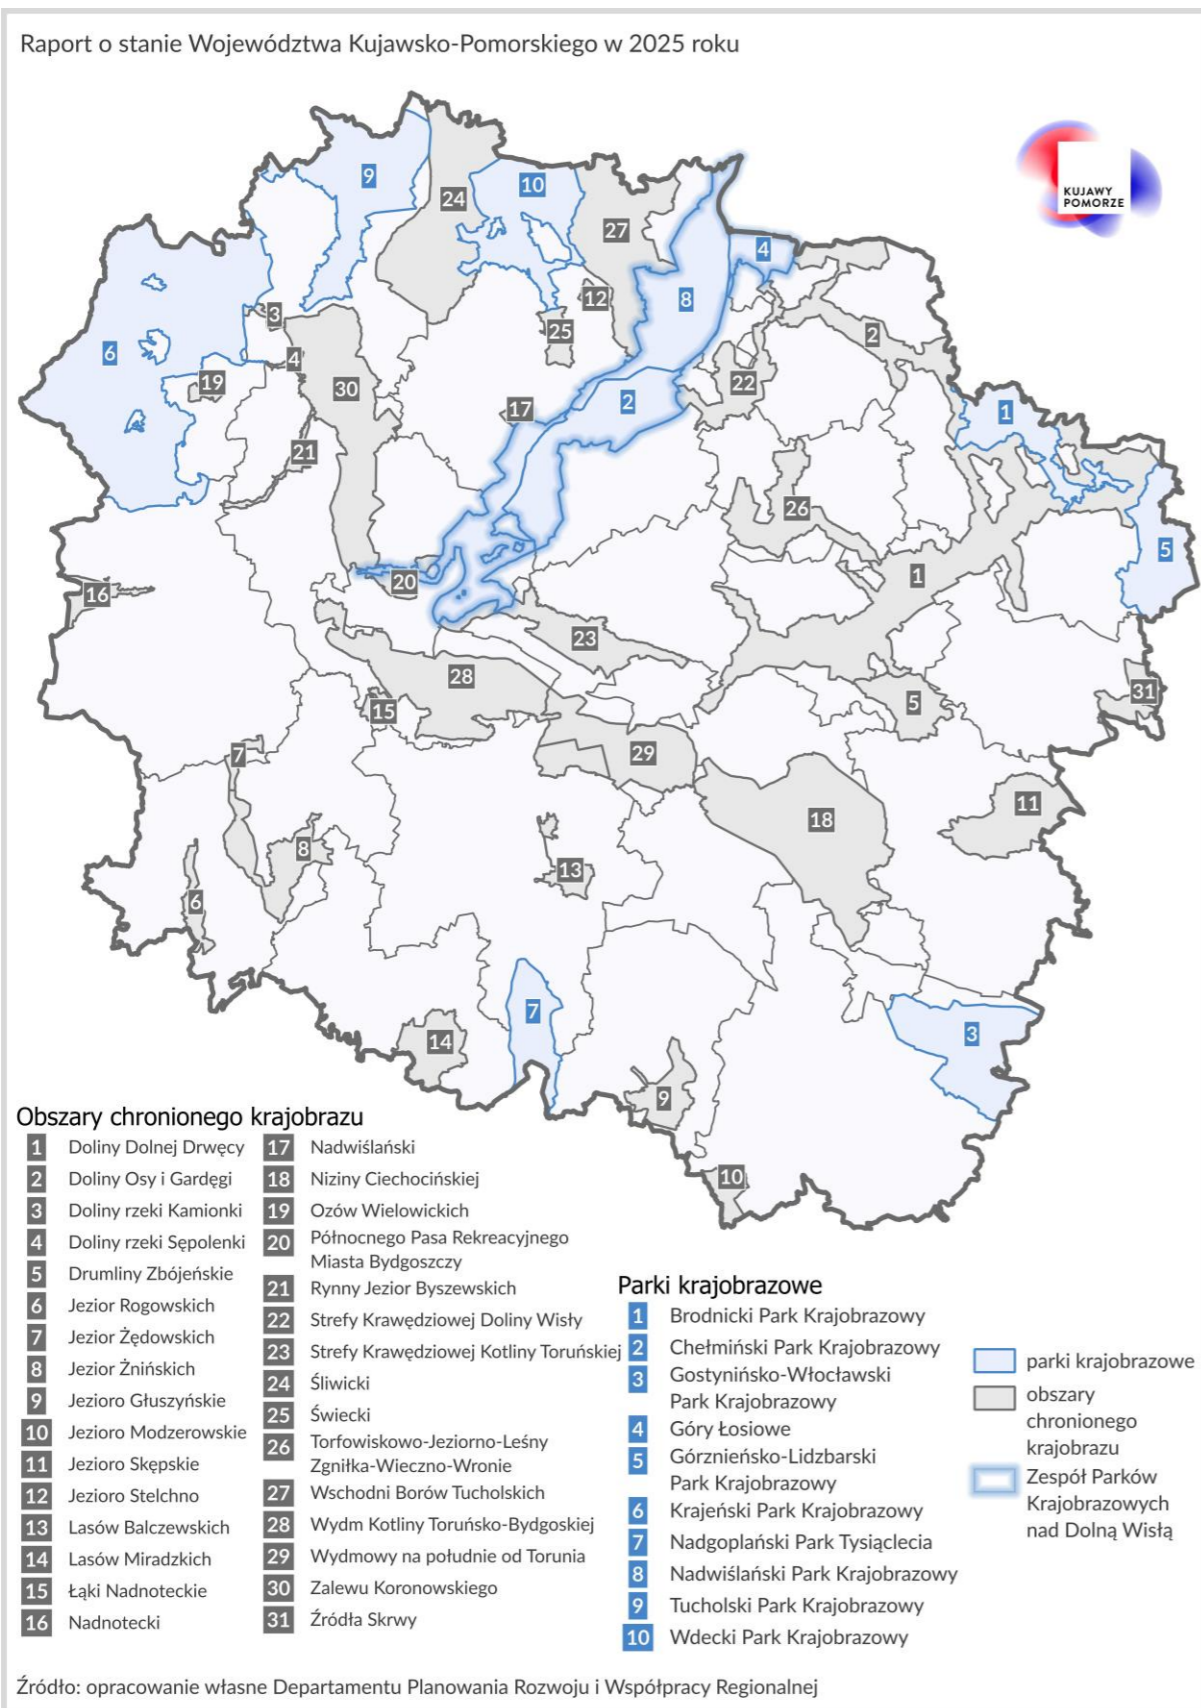 Raport o stanie Województwa Kujawsko-Pomorskiego w 2025 roku
KUJAWY
POMORZE
9
24
10
27
4
8
12
3
25
2
6
4
19
30
22
17
2
1
21
26
5
20
1
16
23
28
31
15
5
7
29
11
18
8
13
6
7
3
14
9
10
Obszary chronionego krajobrazu
1 Doliny Dolnej Drwęcy
2 Doliny Osy i Gardęgi
3 Doliny rzeki Kamionki
4 Doliny rzeki Sępolenki
5 Drumliny Zbójeńskie
6 Jezior Rogowskich
7 Jezior Żędowskich
8 Jezior Żnińskich
9 Jezioro Głuszyńskie
10 Jezioro Modzerowskie
11 Jezioro Skępskie
12 Jezioro Stelchno
13 Lasów Balczewskich
14 Lasów Miradzkich
15 Łąki Nadnoteckie
16 Nadnotecki
17 Nadwiślański
18 Niziny Ciechocińskiej
19 Ozów Wielowickich
20 Północnego Pasa Rekreacyjnego
Miasta Bydgoszczy
21 Rynny Jezior Byszewskich
22 Strefy Krawędziowej Doliny Wisły
23 Strefy Krawędziowej Kotliny Toruńskiej
24 Śliwicki
25 Świecki
26 Torfowiskowo-Jeziorno-Leśny
Zgniłka-Wieczno-Wronie
27 Wschodni Borów Tucholskich
28 Wydm Kotliny Toruńsko-Bydgoskiej
29 Wydmowy na południe od Torunia
30 Zalewu Koronowskiego
31 Źródła Skrwy
Parki krajobrazowe
1 Brodnicki Park Krajobrazowy
2 Chełmiński Park Krajobrazowy
3 Gostynińsko-Włocławski
Park Krajobrazowy
4 Góry Łosiowe
5 Górznieńsko-Lidzbarski
Park Krajobrazowy
6 Krajeński Park Krajobrazowy
7 Nadgoplański Park Tysiąclecia
8 Nadwiślański Park Krajobrazowy
9 Tucholski Park Krajobrazowy
10 Wdecki Park Krajobrazowy
parki krajobrazowe
obszary
chronionego
krajobrazu
Zespół Parków
Krajobrazowych
nad Dolną Wisłą
Źródło: opracowanie własne Departamentu Planowania Rozwoju i Współpracy Regionalnej